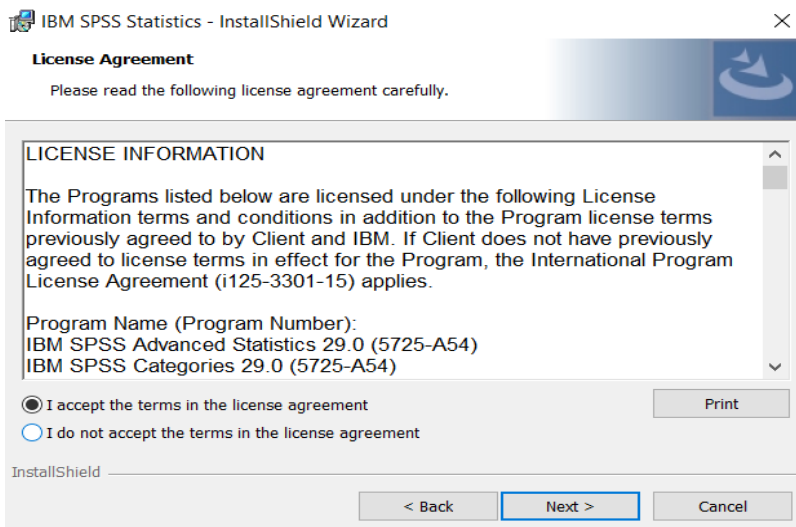 IBM SPSS Statistics - InstallShield Wizard
License Agreement
Please read the following license agreement carefully.
LICENSE INFORMATION
The Programs listed below are licensed under the following License
Information terms and conditions in addition to the Program license terms
previously agreed to by Client and IBM. If Client does not have previously
agreed to license terms in effect for the Program, the International Program
License Agreement (i125-3301-15) applies.
Program Name (Program Number):
IBM SPSS Advanced Statistics 29.0 (5725-A54)
IBM SPSS Categories 29.0 (5725-A54)
I accept the terms in the license agreement
Print
I do not accept the terms in the license agreement
InstallShield
< Back
Next >
Cancel